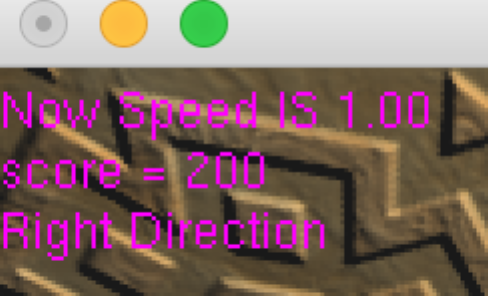 Now Speed IS 1.00
score = 200
Right Direction